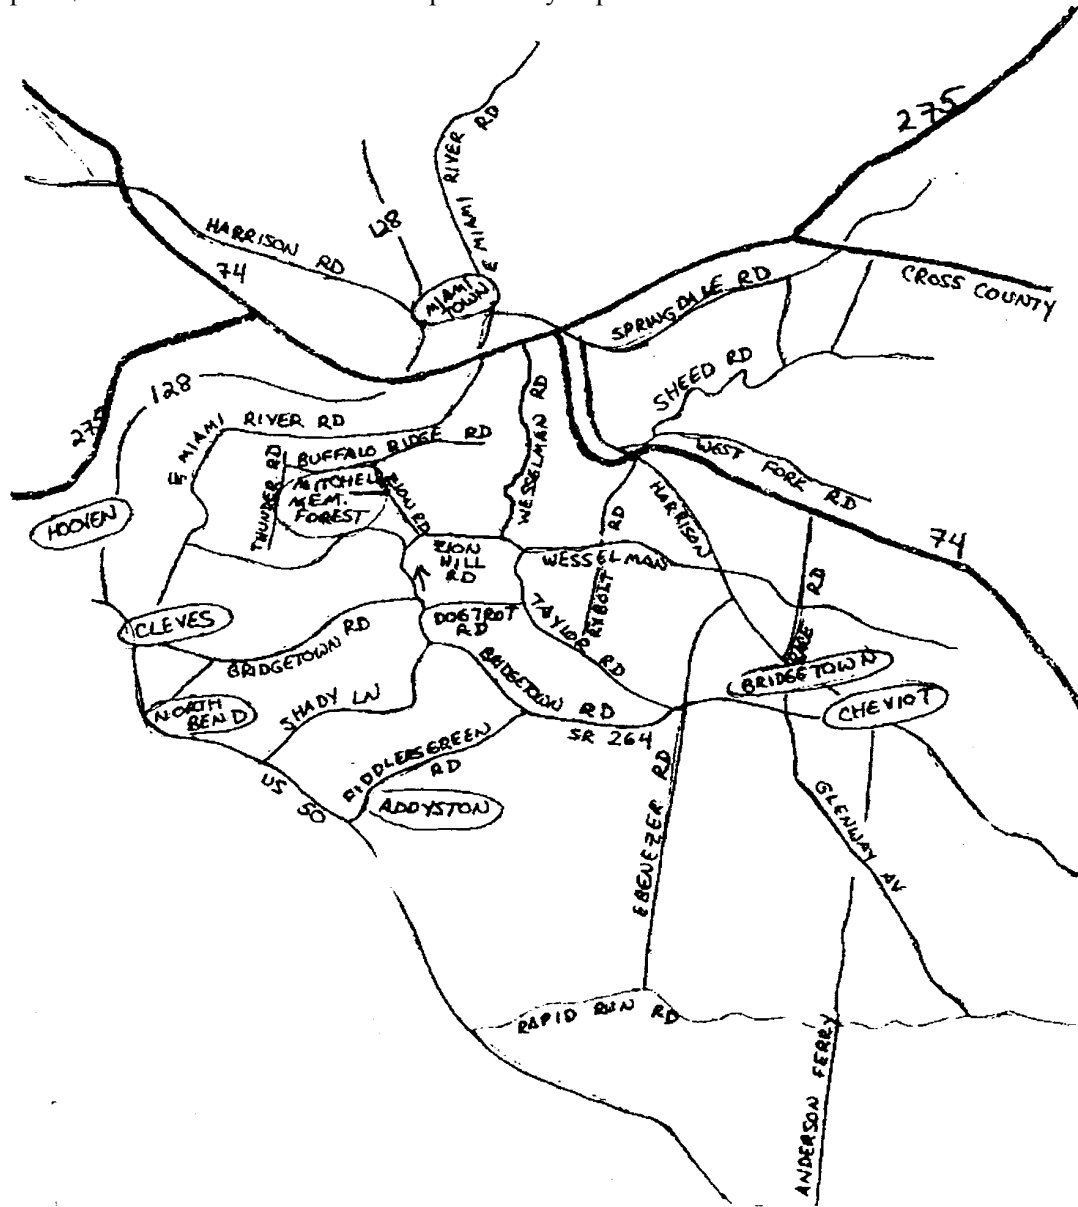 275
E MIAMI RIVER RD
128
HARRISON RD
74
MIAMI
TOWN
SPRINGDALE RD
CROSS COUNTY
SHEED RD
128
275
E MIAMI RIVER RD
BUFFALO RIDGE RD
WESSELMAN RD
WEST FORK RD
THUNDER RD
MITCHEL
MEM.
FOREST
ZION RD
HARRISON
HOOVEN
74
ZION
HILL
RD
WESSELMAN
RYBOLT RD
RACE RD
CLEVES
DOGTROT
RD
TAYLOR RD
BRIDGETOWN RD
BRIDGETOWN RD
SR 264
BRIDGETOWN
CHEVIOT
NORTH
BEND
SHADY LN
FIDDLERSGREEN
RD
US 50
ADDYSTON
EBENEZER RD
GLENWAY AV
RAPID RUN RD
ANDERSON FERRY